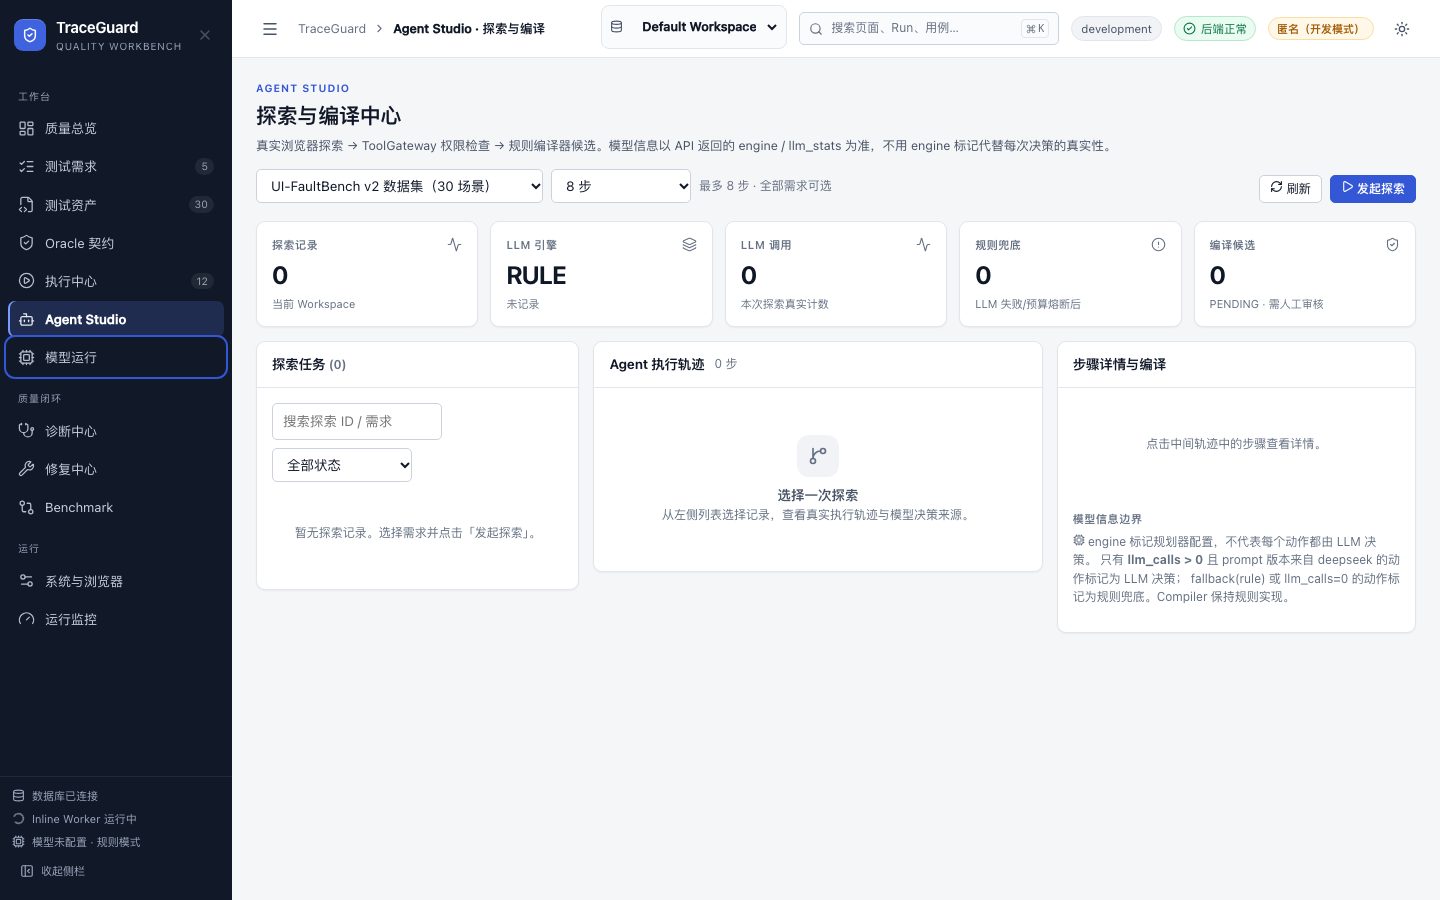 TraceGuard
QUALITY WORKBENCH
工作台
质量总览
测试需求 5
测试资产 30
Oracle 契约
执行中心 12
Agent Studio
模型运行
质量闭环
诊断中心
修复中心
Benchmark
运行
系统与浏览器
运行监控
数据库已连接
Inline Worker 运行中
模型未配置 · 规则模式
收起侧栏
TraceGuard > Agent Studio · 探索与编译
Default Workspace
搜索页面、Run、用例... ⌘ K
development
后端正常
匿名（开发模式）
AGENT STUDIO
探索与编译中心
真实浏览器探索 → ToolGateway 权限检查 → 规则编译器候选。模型信息以 API 返回的 engine / llm_stats 为准，不用 engine 标记代替每次决策的真实性。
UI-FaultBench v2 数据集（30 场景） 8 步 最多 8 步 · 全部需求可选
刷新
发起探索
探索记录
0
当前 Workspace
LLM 引擎
RULE
未记录
LLM 调用
0
本次探索真实计数
规则兜底
0
LLM 失败/预算熔断后
编译候选
0
PENDING · 需人工审核
探索任务 (0)
搜索探索 ID / 需求
全部状态
暂无探索记录。选择需求并点击「发起探索」。
Agent 执行轨迹 0 步
选择一次探索
从左侧列表选择记录，查看真实执行轨迹与模型决策来源。
步骤详情与编译
点击中间轨迹中的步骤查看详情。
模型信息边界
engine 标记规划器配置，不代表每个动作都由 LLM 决
策。 只有 llm_calls > 0 且 prompt 版本来自 deepseek 的动
作标记为 LLM 决策； fallback(rule) 或 llm_calls=0 的动作标
记为规则兜底。Compiler 保持规则实现。